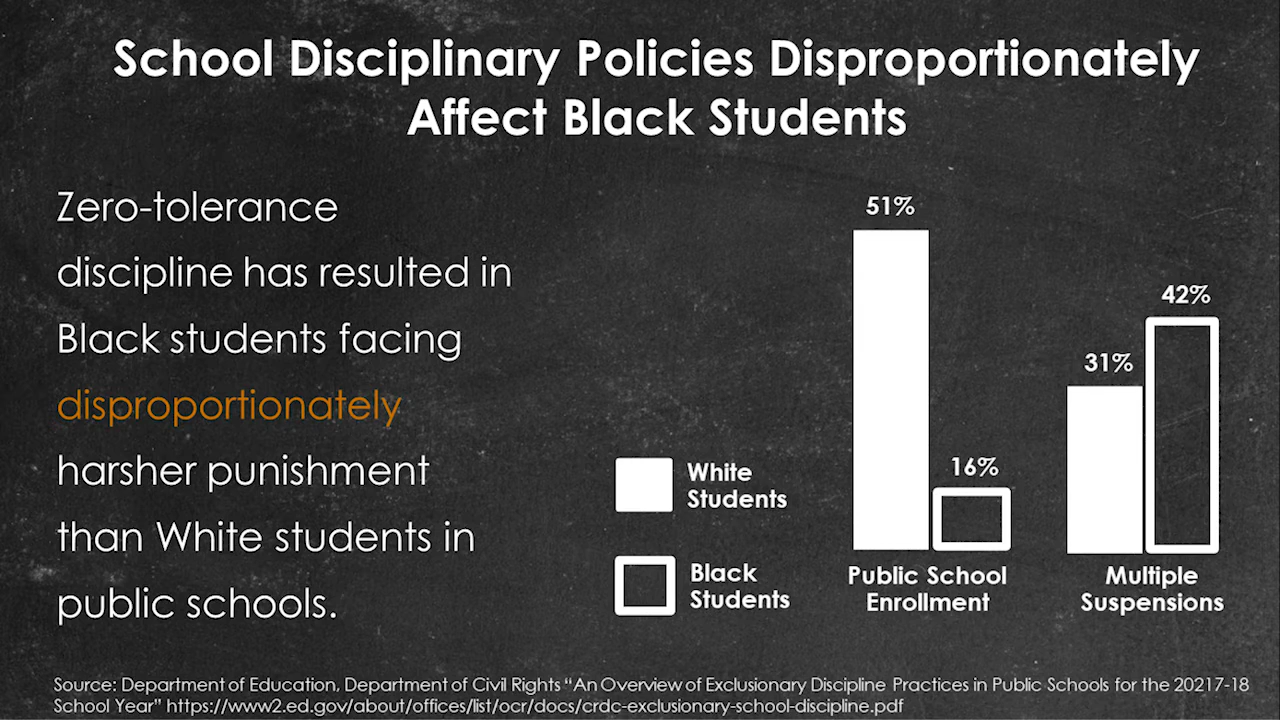 School Disciplinary Policies Disproportionately
Affect Black Students
Zero-tolerance
discipline has resulted in
Black students facing
disproportionately
harsher punishment
than White students in
public schools.
51%
16%
31%
42%
White
Students
Black
Students
Public School
Enrollment
Multiple
Suspensions
Source: Department of Education, Department of Civil Rights “An Overview of Exclusionary Discipline Practices in Public Schools for the 20217-18
School Year” https://www2.ed.gov/about/offices/list/ocr/docs/crdc-exclusionary-school-discipline.pdf